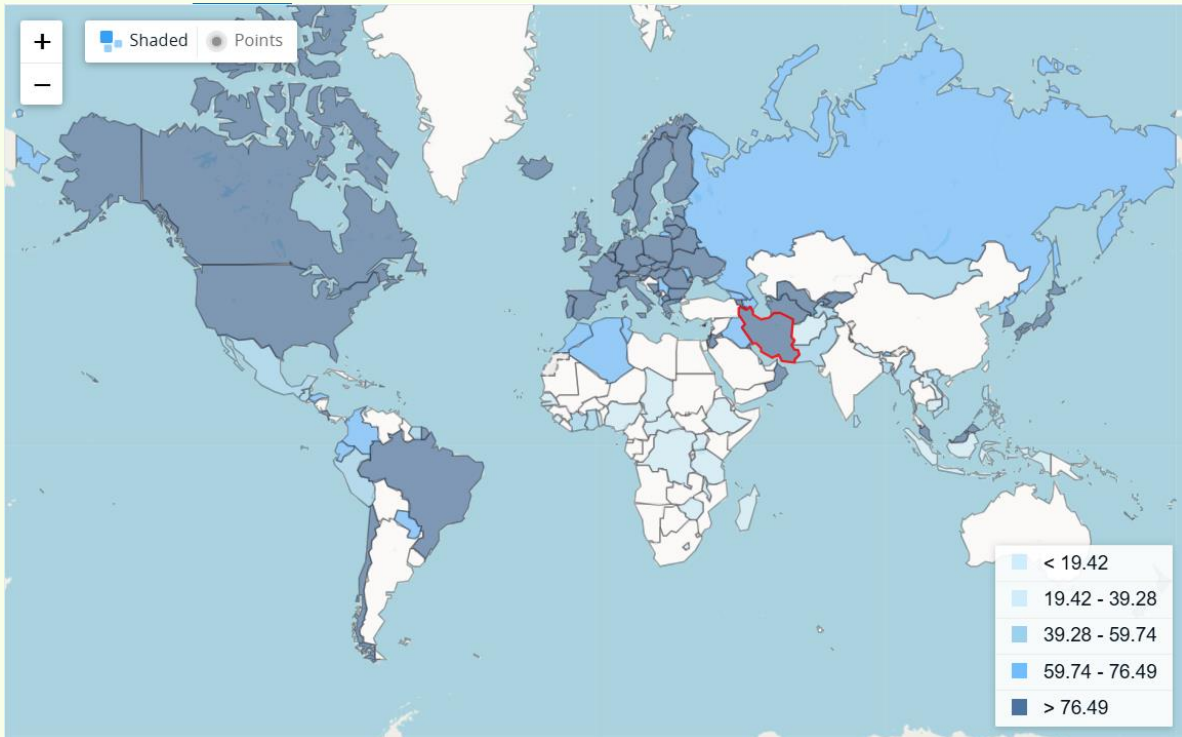 +
Shaded
Points
−
< 19.42
19.42 - 39.28
39.28 - 59.74
59.74 - 76.49
> 76.49